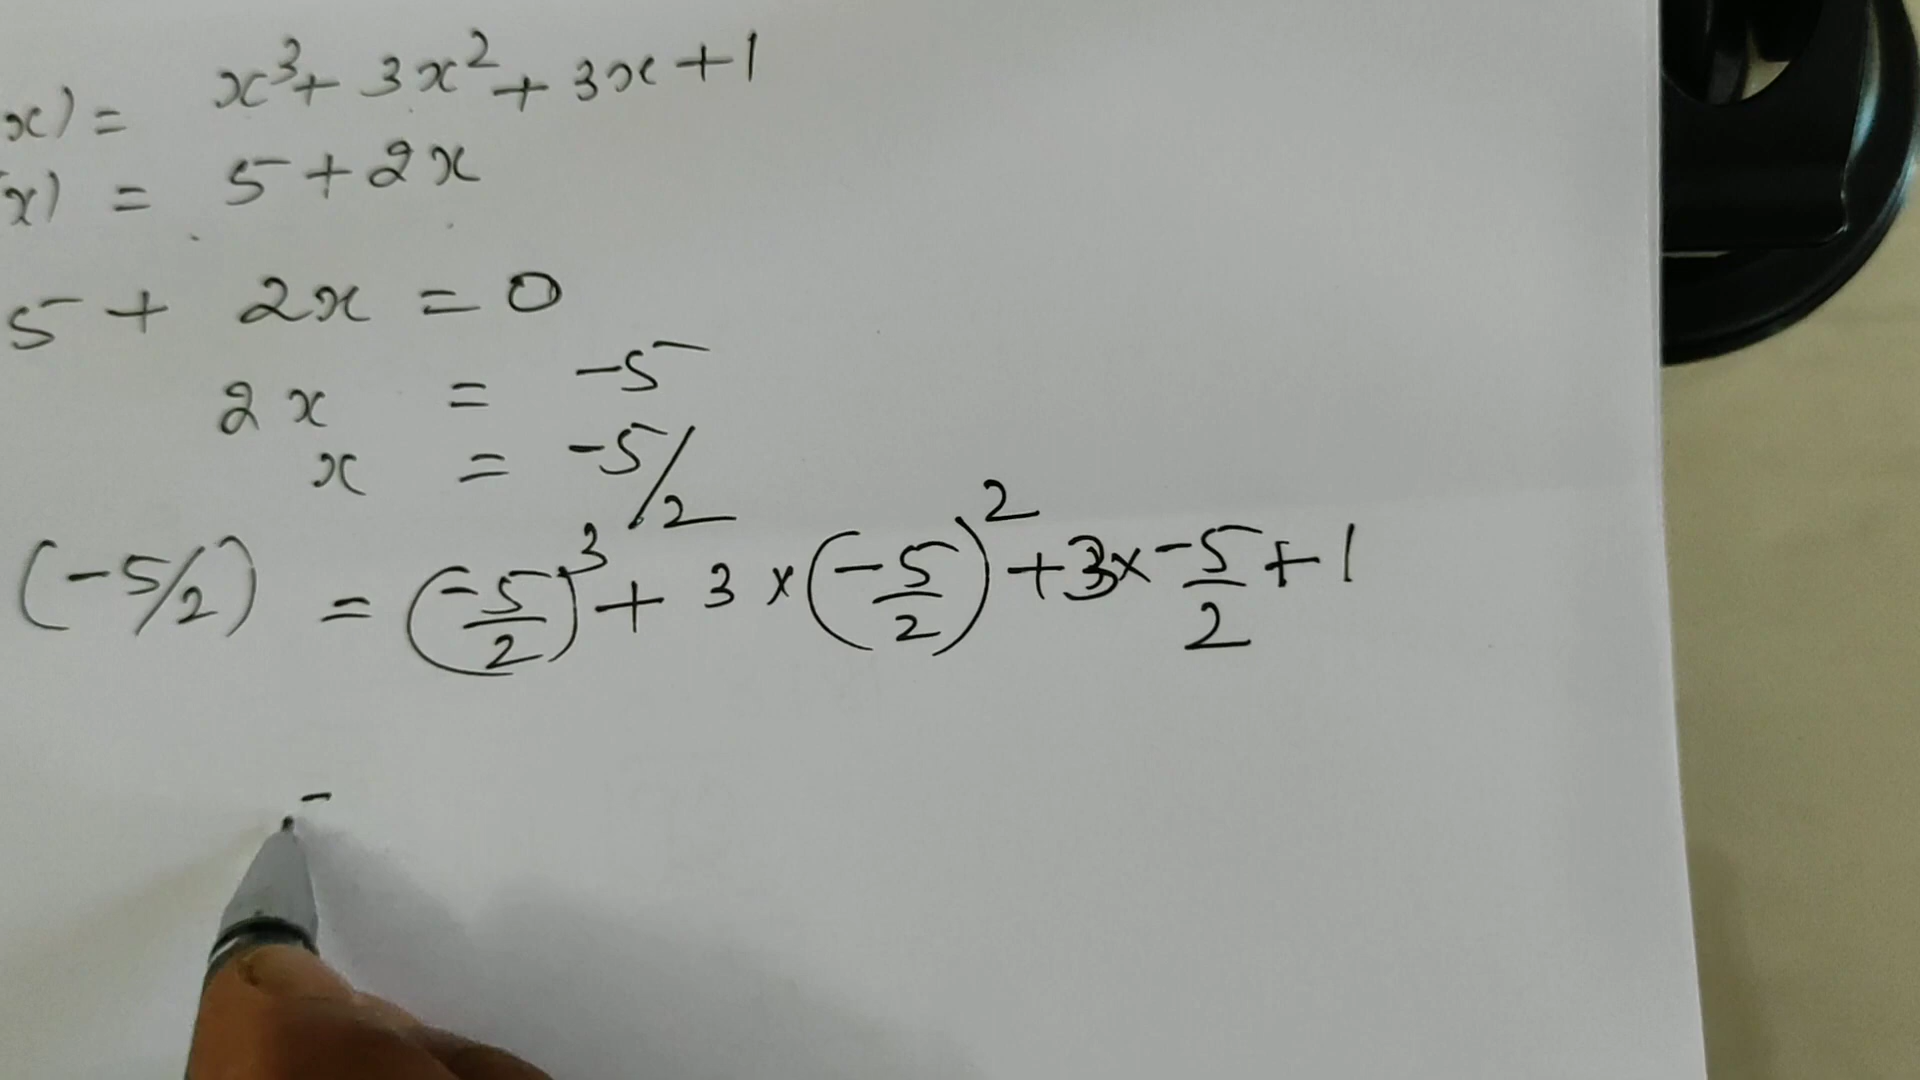 x) = x³ + 3x² + 3x + 1
x) = 5 + 2x
5 + 2x = 0
2x = -5
x = -5/2
(-5/2) = (-5/2)³ + 3 × (-5/2)² + 3 × -5/2 + 1